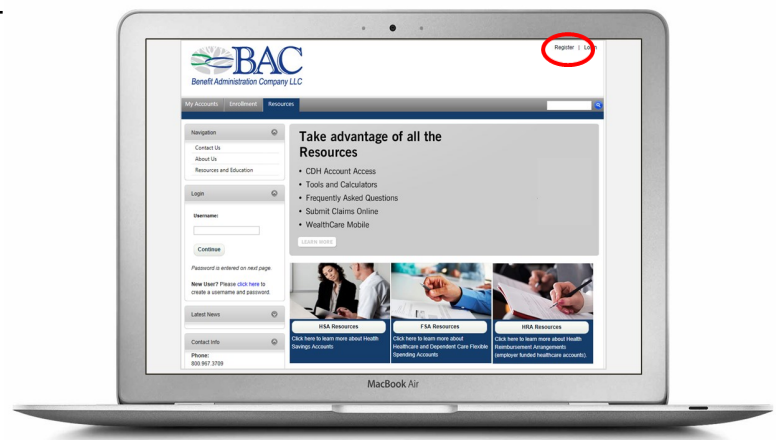 Register | Login
BAC
Benefit Administration Company LLC
My Accounts Enrollment Resources
Navigation
Contact Us
About Us
Resources and Education
Login
Username:
Continue
Password is entered on next page.
New User? Please click here to
create a username and password.
Latest News
Contact Info
Phone:
800.967.3709
Take advantage of all the
Resources
• CDH Account Access
• Tools and Calculators
• Frequently Asked Questions
• Submit Claims Online
• WealthCare Mobile
LEARN MORE
HSA Resources
Click here to learn more about Health
Savings Accounts
FSA Resources
Click here to learn about
Healthcare and Dependent Care Flexible
Spending Accounts
HRA Resources
Click here to learn more about Health
Reimbursement Arrangements
(employer funded healthcare accounts).
MacBook Air